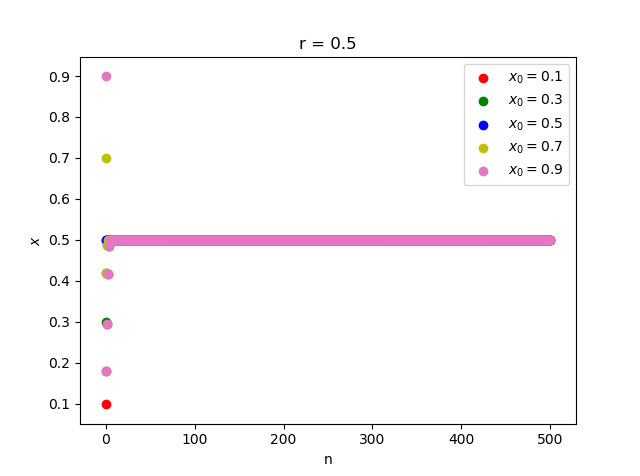 r = 0.5
0.9
0.8
0.7
0.6
0.5
0.4
0.3
0.2
0.1
x
0 100 200 300 400 500
n
x₀ = 0.1
x₀ = 0.3
x₀ = 0.5
x₀ = 0.7
x₀ = 0.9